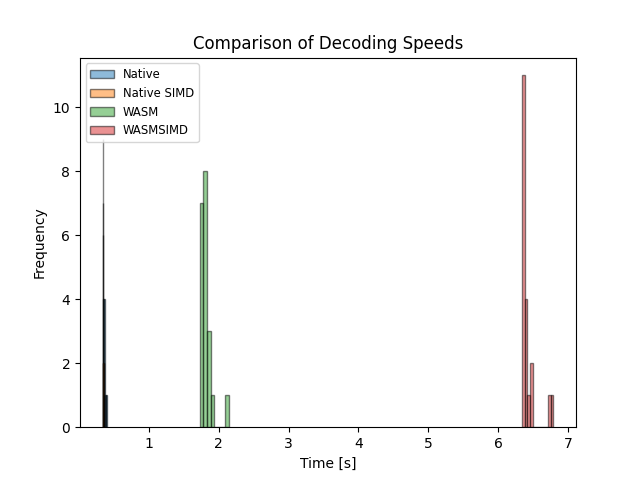 Comparison of Decoding Speeds
Native
Native SIMD
WASM
WASMSIMD
10
8
6
4
2
0
Frequency
1 2 3 4 5 6 7
Time [s]